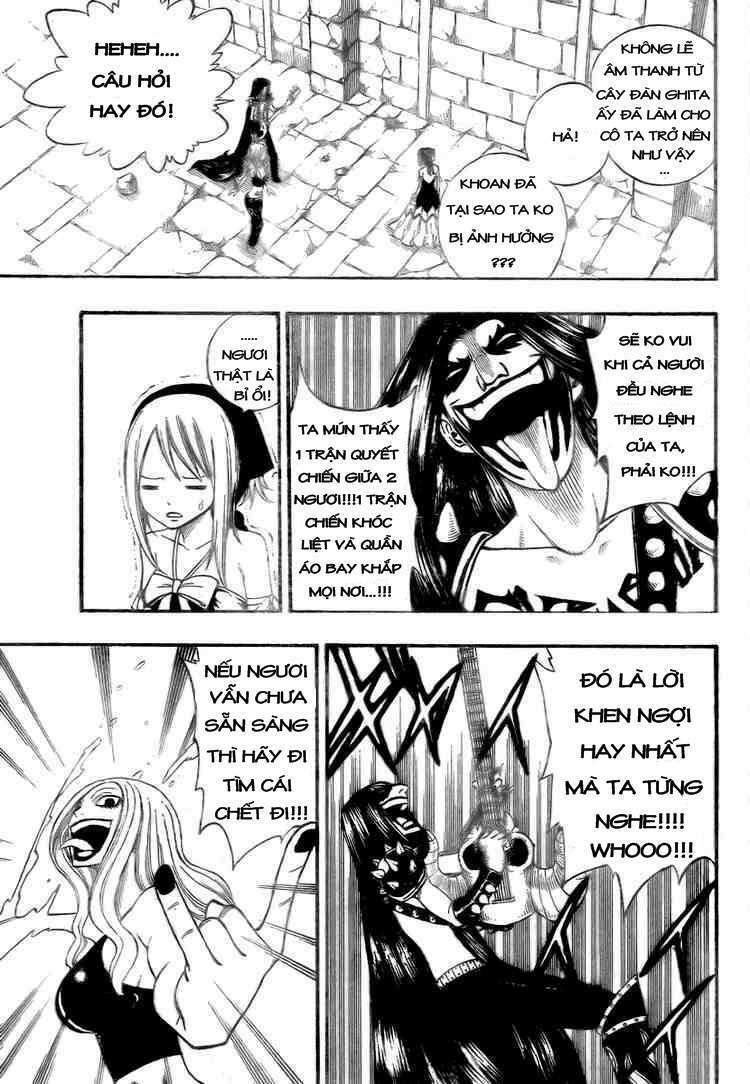 HEHEH....
CÂU HỎI
HAY ĐÓ!
KHÔNG LẼ
ÂM THANH TỪ
CÂY ĐÀN GHITA
ẤY ĐÃ LÀM CHO
CÔ TA TRỞ NÊN
NHƯ VẬY
...
HẢ!
KHOAN ĐÃ
TẠI SAO TA KO
BỊ ẢNH HƯỞNG
???
.....
NGƯƠI
THẬT LÀ
BỈ ỔI!
SẼ KO VUI
KHI CẢ NGƯỜI
ĐỀU NGHE
THEO LỆNH
CỦA TA,
PHẢI KO!!!
TA MÚN THẤY
1 TRẬN QUYẾT
CHIẾN GIỮA 2
NGƯƠI!!!1 TRẬN
CHIẾN KHÓC
LIỆT VÀ QUẦN
ÁO BAY KHẮP
MỌI NƠI...!!!
NẾU NGƯƠI
VẪN CHƯA
SẴN SÀNG
THÌ HÃY ĐI
TÌM CÁI
CHẾT ĐI!!!
ĐÓ LÀ LỜI
KHEN NGỢI
HAY NHẤT
MÀ TA TỪNG
NGHE!!!!
WHOOO!!!